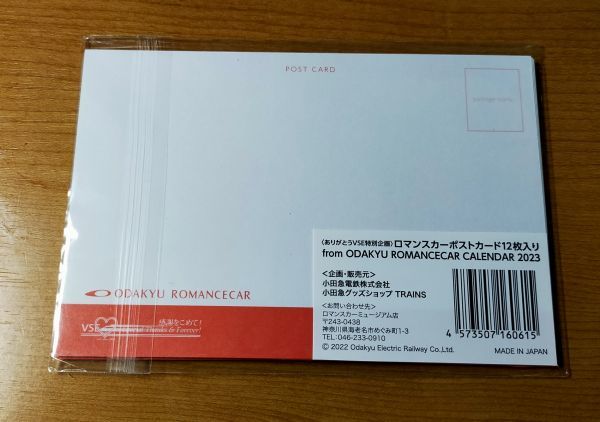 POST CARD
postage stamp
ODAKYU ROMANCECAR
感謝をこめて!
VSE
Thanks & Forever!
〈ありがとうVSE特別企画〉ロマンスカーポストカード12枚入り
from ODAKYU ROMANCECAR CALENDAR 2023
<企画・販売元>
小田急電鉄株式会社
小田急グッズショップ TRAINS
<お問い合わせ先>
ロマンスカーミュージアム店
〒243-0438
神奈川県海老名市めぐみ町1-3
TEL:046-233-0910
© 2022 Odakyu Electric Railway Co.,Ltd.
4 573507 160615
MADE IN JAPAN